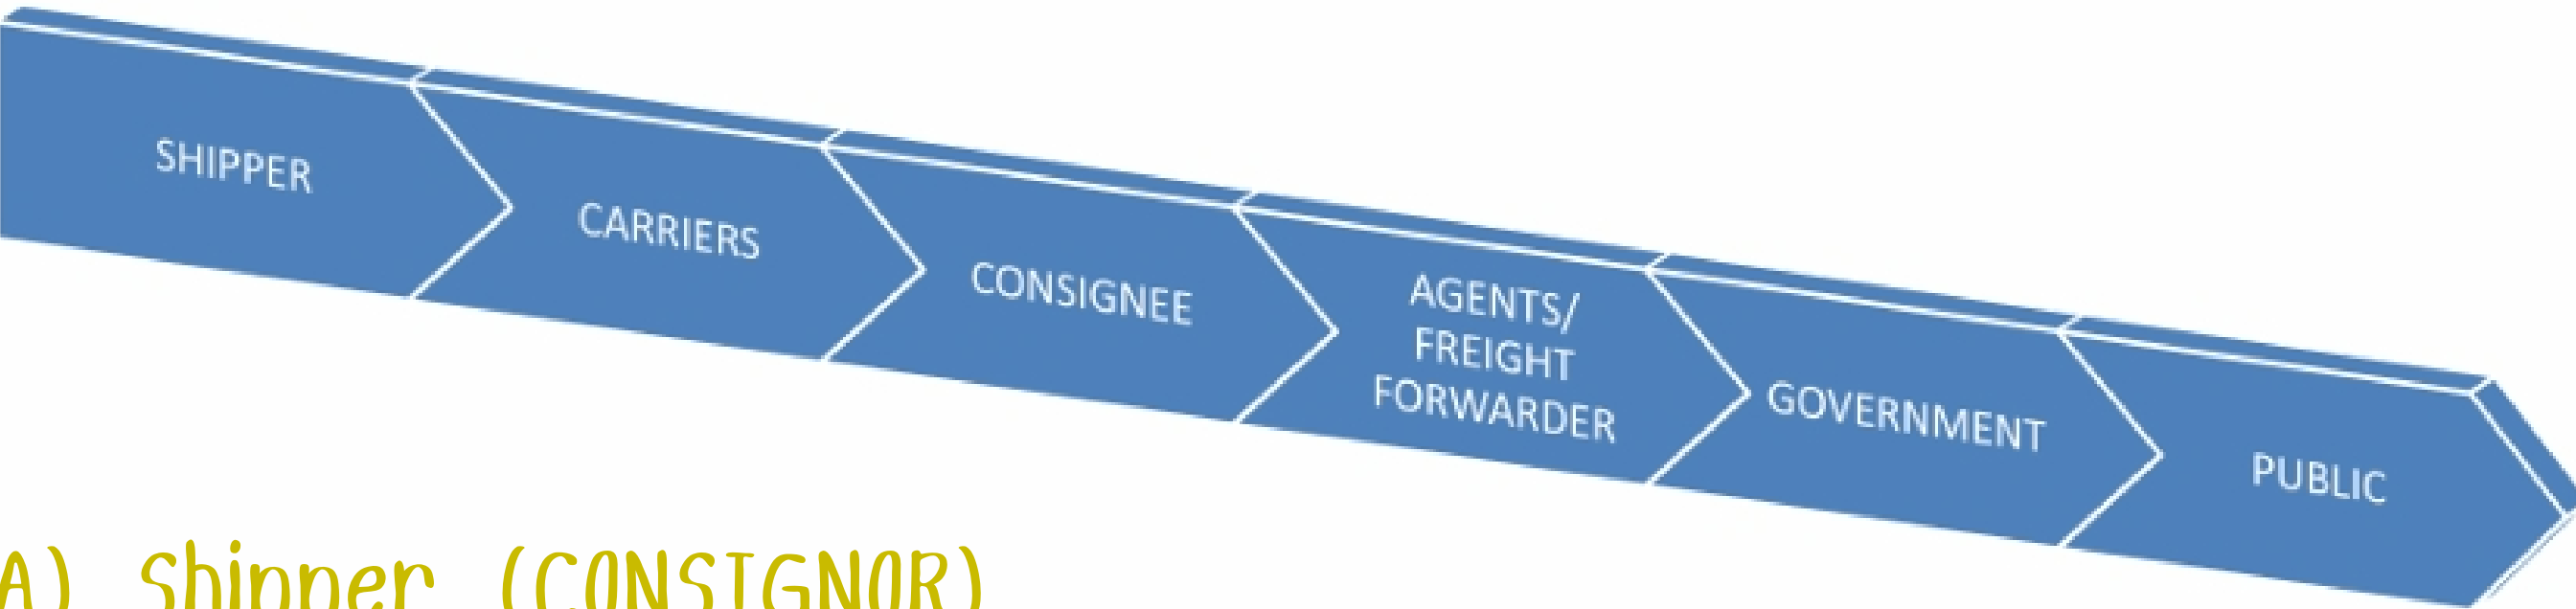 SHIPPER
CARRIERS
CONSIGNEE
AGENTS/
FREIGHT
FORWARDER
GOVERNMENT
PUBLIC
A) Shipper (CONSIGNOR)